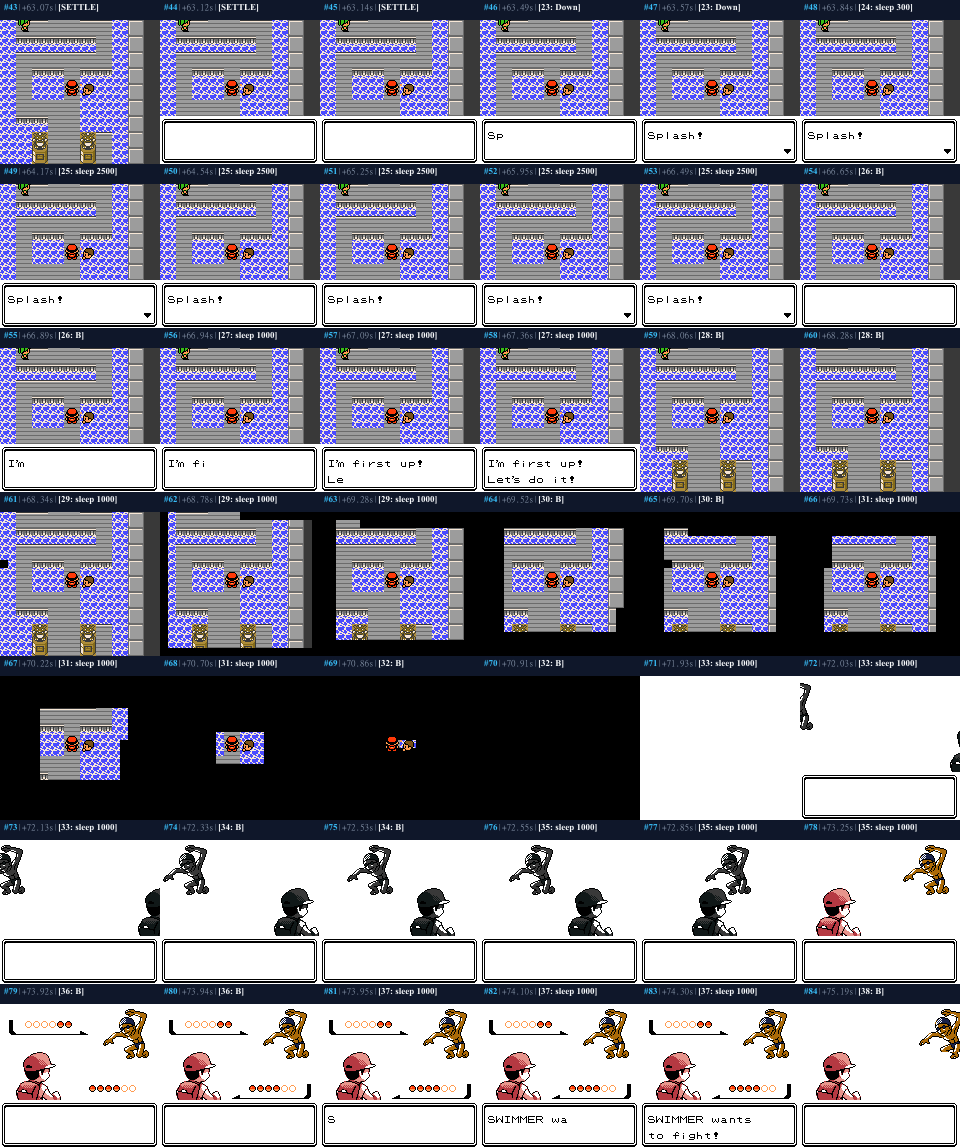 #43|+63.07s| [SETTLE]
#44|+63.12s| [SETTLE]
#45|+63.14s| [SETTLE]
#46|+63.49s| [23: Down]
#47|+63.57s| [23: Down]
#48|+63.84s| [24: sleep 300]
Sp
Splash!
Splash!
#49|+64.17s| [25: sleep 2500]
#50|+64.54s| [25: sleep 2500]
#51|+65.25s| [25: sleep 2500]
#52|+65.95s| [25: sleep 2500]
#53|+66.49s| [25: sleep 2500]
#54|+66.65s| [26: B]
Splash!
Splash!
Splash!
Splash!
Splash!
#55|+66.89s| [26: B]
#56|+66.94s| [27: sleep 1000]
#57|+67.09s| [27: sleep 1000]
#58|+67.36s| [27: sleep 1000]
#59|+68.06s| [28: B]
#60|+68.28s| [28: B]
I'm
I'm fi
I'm first up!
Le
I'm first up!
Let's do it!
#61|+68.34s| [29: sleep 1000]
#62|+68.78s| [29: sleep 1000]
#63|+69.28s| [29: sleep 1000]
#64|+69.52s| [30: B]
#65|+69.70s| [30: B]
#66|+69.73s| [31: sleep 1000]
#67|+70.22s| [31: sleep 1000]
#68|+70.70s| [31: sleep 1000]
#69|+70.86s| [32: B]
#70|+70.91s| [32: B]
#71|+71.93s| [33: sleep 1000]
#72|+72.03s| [33: sleep 1000]
#73|+72.13s| [33: sleep 1000]
#74|+72.33s| [34: B]
#75|+72.53s| [34: B]
#76|+72.55s| [35: sleep 1000]
#77|+72.85s| [35: sleep 1000]
#78|+73.25s| [35: sleep 1000]
#79|+73.92s| [36: B]
#80|+73.94s| [36: B]
#81|+73.95s| [37: sleep 1000]
#82|+74.10s| [37: sleep 1000]
#83|+74.30s| [37: sleep 1000]
#84|+75.19s| [38: B]
S
SWIMMER wa
SWIMMER wants
to fight!